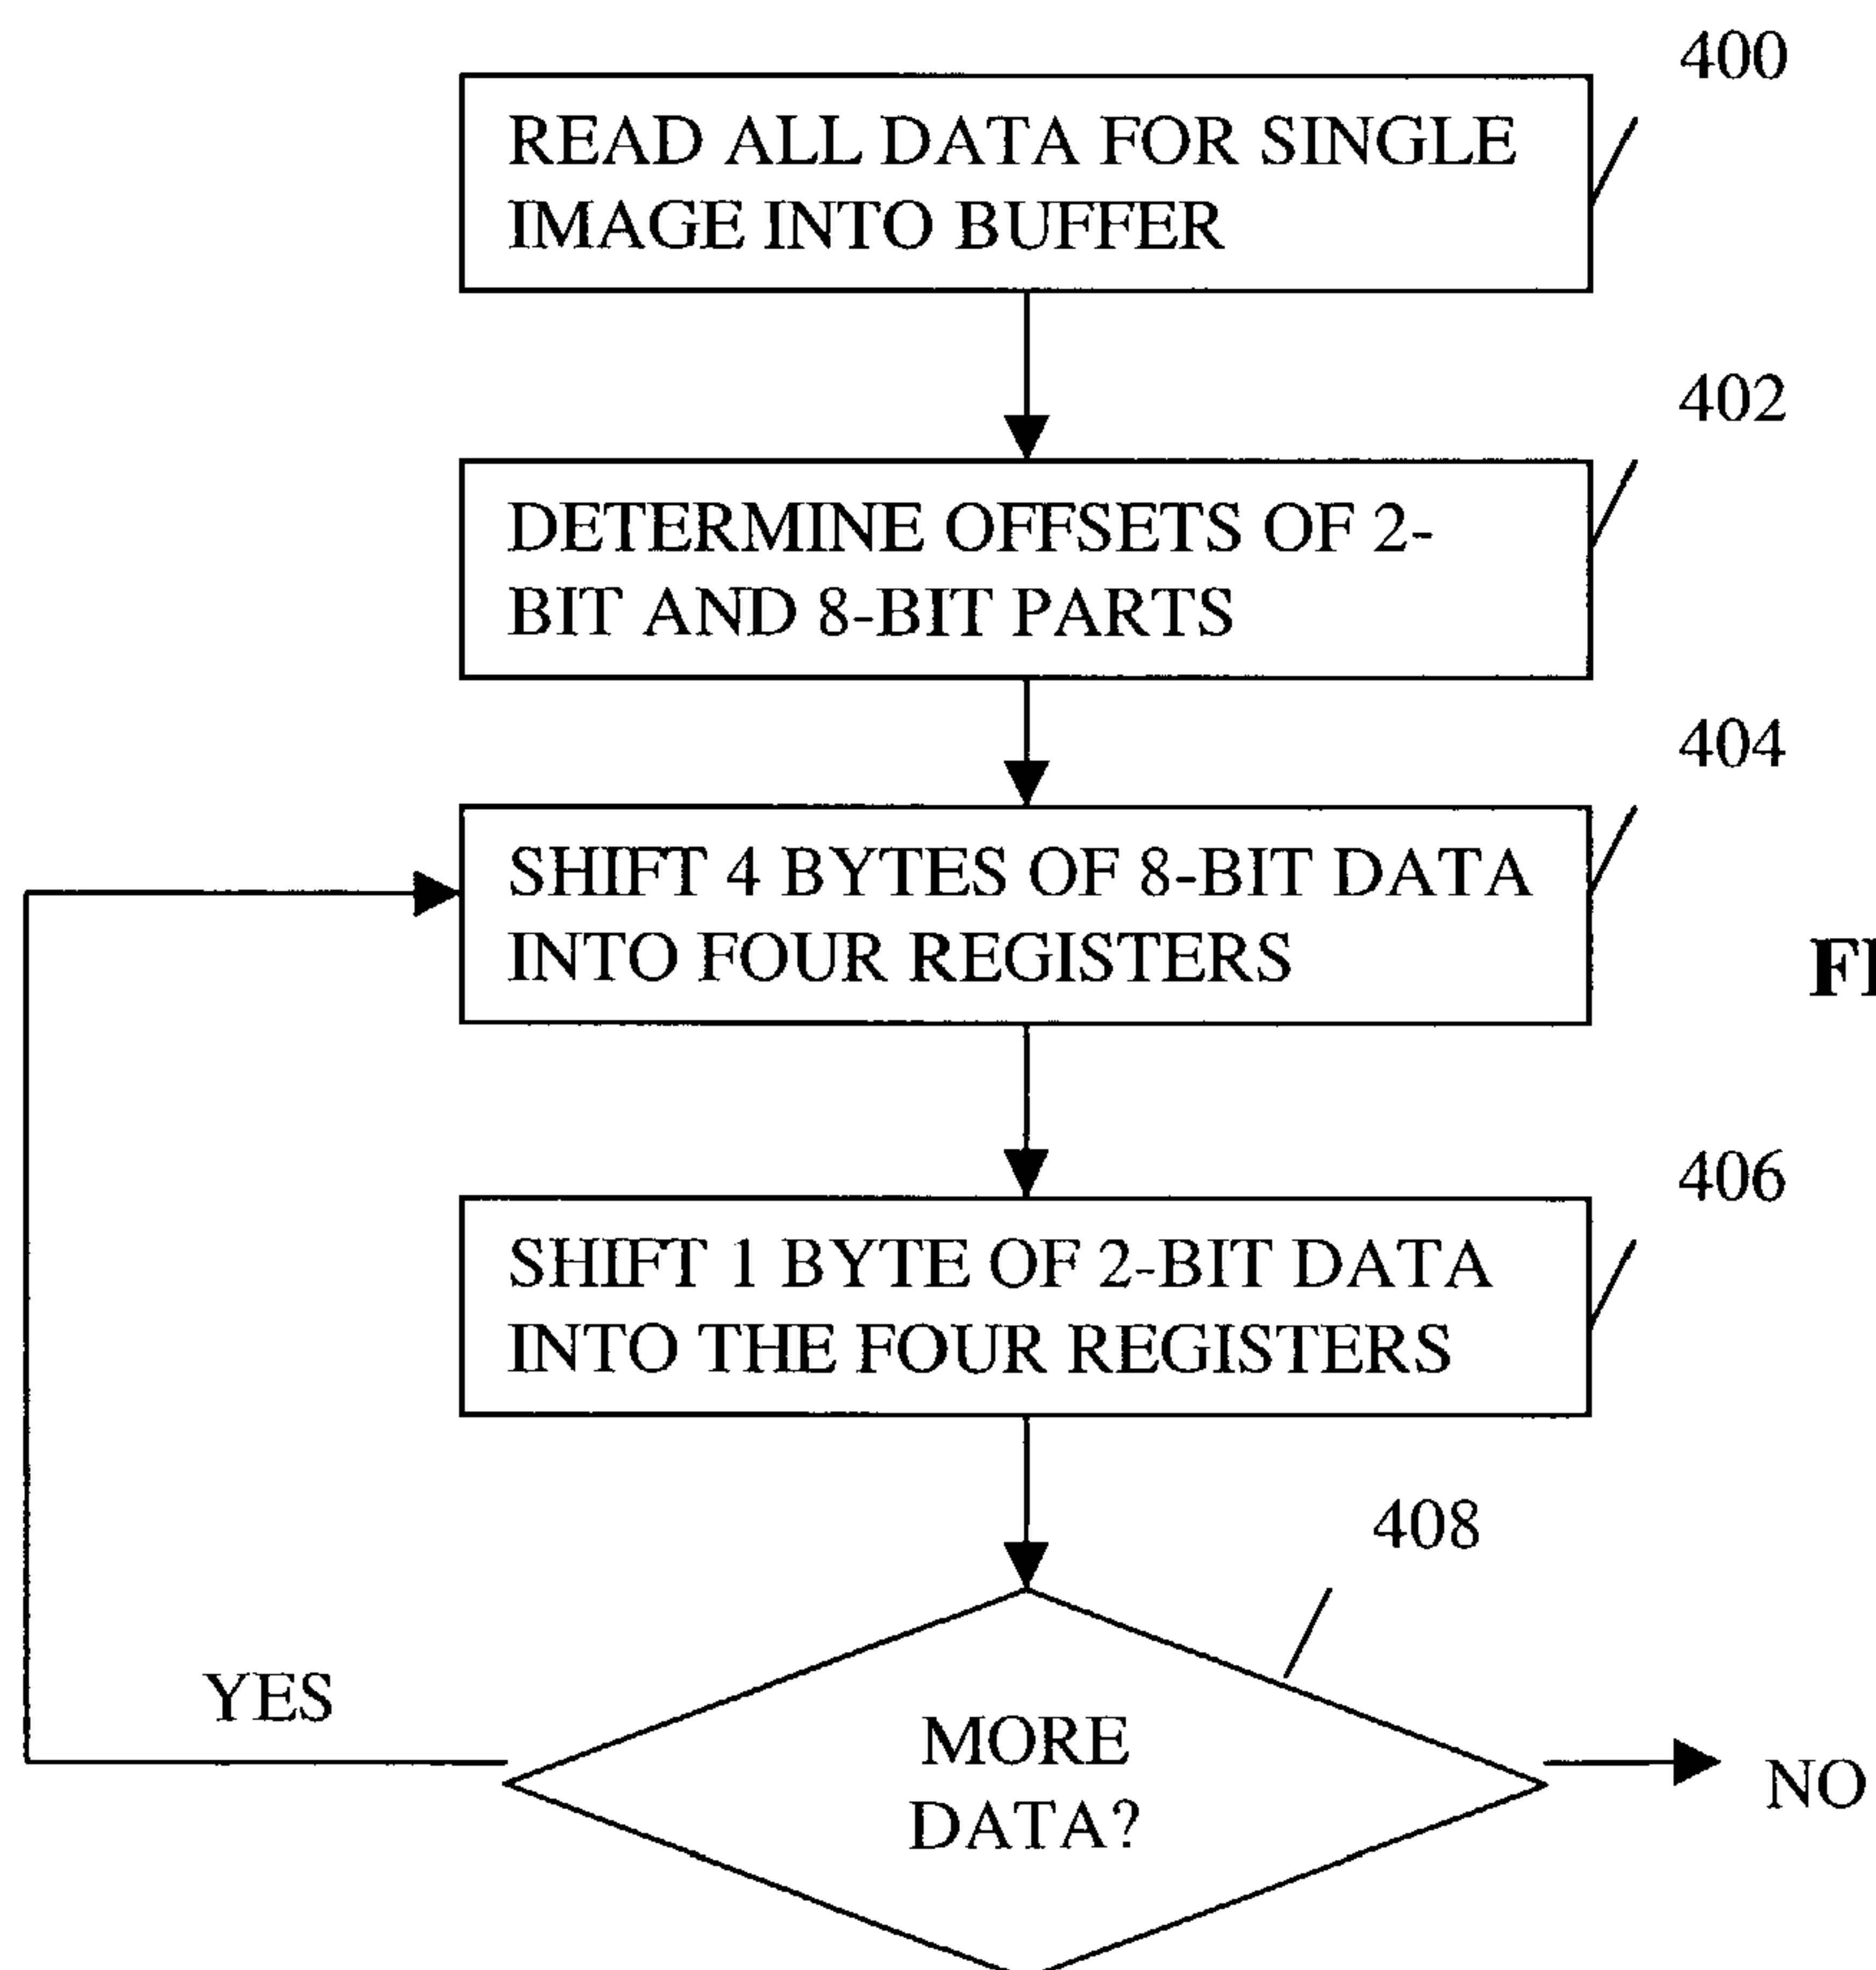 400
READ ALL DATA FOR SINGLE
IMAGE INTO BUFFER
402
DETERMINE OFFSETS OF 2-
BIT AND 8-BIT PARTS
404
SHIFT 4 BYTES OF 8-BIT DATA
INTO FOUR REGISTERS
406
SHIFT 1 BYTE OF 2-BIT DATA
INTO THE FOUR REGISTERS
408
YES
MORE
DATA?
NO